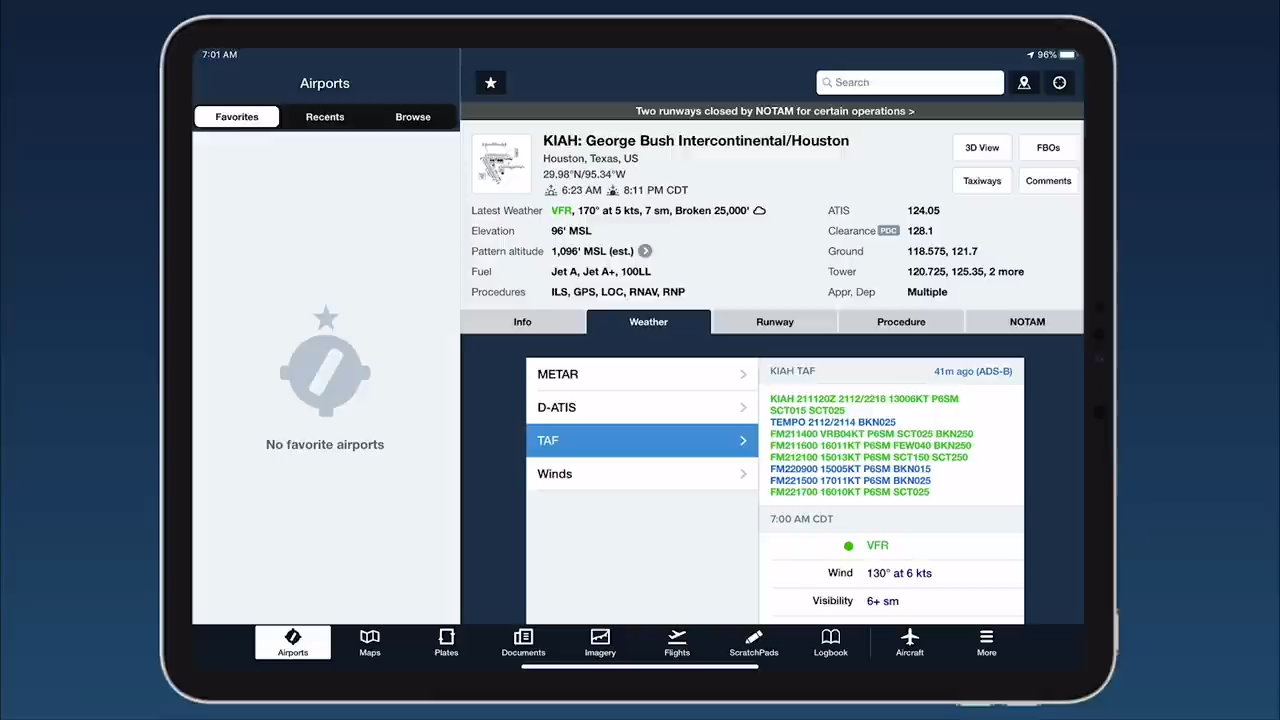 7:01 AM
96%
Airports
Favorites Recents Browse
No favorite airports
Search
Two runways closed by NOTAM for certain operations >
KIAH: George Bush Intercontinental/Houston
Houston, Texas, US
29.98°N/95.34°W
6:23 AM 8:11 PM CDT
3D View FBOs
Taxiways Comments
Latest Weather VFR, 170° at 5 kts, 7 sm, Broken 25,000'
Elevation 96' MSL
Pattern altitude 1,096' MSL (est.)
Fuel Jet A, Jet A+, 100LL
Procedures ILS, GPS, LOC, RNAV, RNP
ATIS 124.05
Clearance PDC 128.1
Ground 118.575, 121.7
Tower 120.725, 125.35, 2 more
Appr, Dep Multiple
Info Weather Runway Procedure NOTAM
METAR
D-ATIS
TAF
Winds
KIAH TAF 41m ago (ADS-B)
KIAH 211120Z 2112/2218 13006KT P6SM
SCT015 SCT025
TEMPO 2112/2114 BKN025
FM211400 VRB04KT P6SM SCT025 BKN250
FM211600 16011KT P6SM FEW040 BKN250
FM212100 15013KT P6SM SCT150 SCT250
FM220900 15005KT P6SM BKN015
FM221500 17011KT P6SM BKN025
FM221700 16010KT P6SM SCT025
7:00 AM CDT
VFR
Wind 130° at 6 kts
Visibility 6+ sm
Airports Maps Plates Documents Imagery Flights ScratchPads Logbook Aircraft More